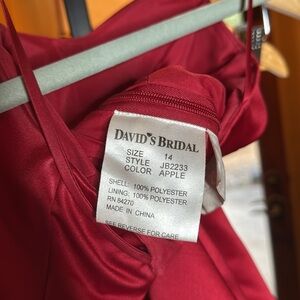 DAVID'S BRIDAL
SIZE 14
STYLE JB2233
COLOR APPLE
SHELL: 100% POLYESTER
LINING: 100% POLYESTER
RN 84270
MADE IN CHINA
SEE REVERSE FOR CARE